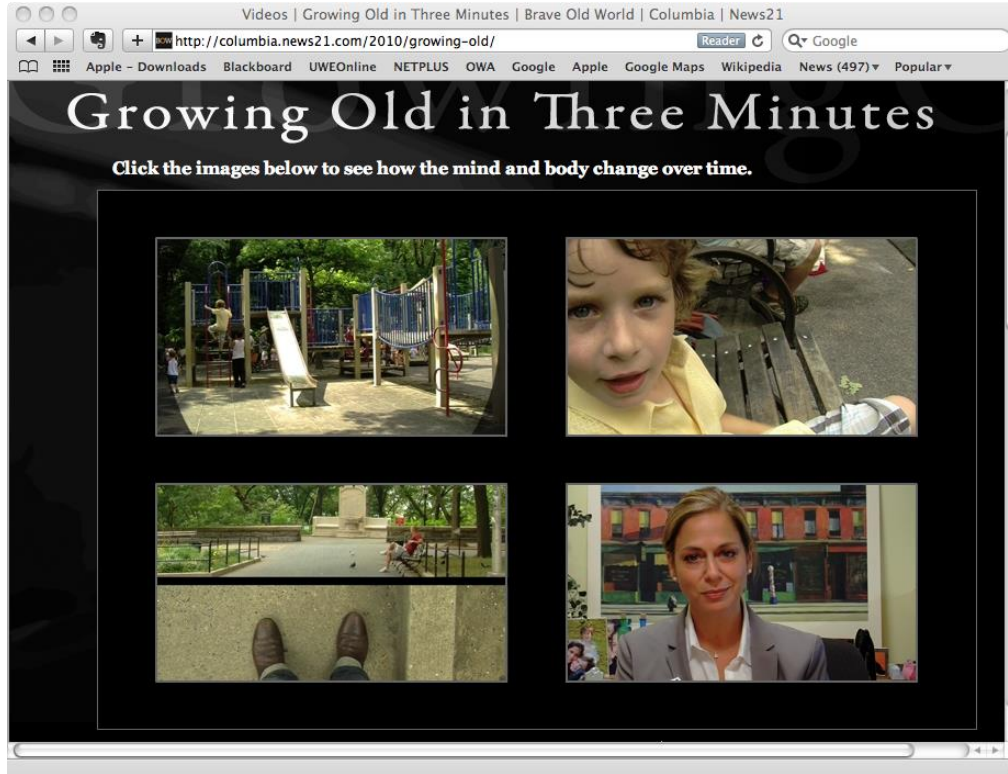 Videos | Growing Old in Three Minutes | Brave Old World | Columbia | News21
BOW http://columbia.news21.com/2010/growing-old/ Reader Google
Apple – Downloads Blackboard UWEOnline NETPLUS OWA Google Apple Google Maps Wikipedia News (497) Popular
Growing Old in Three Minutes
Click the images below to see how the mind and body change over time.